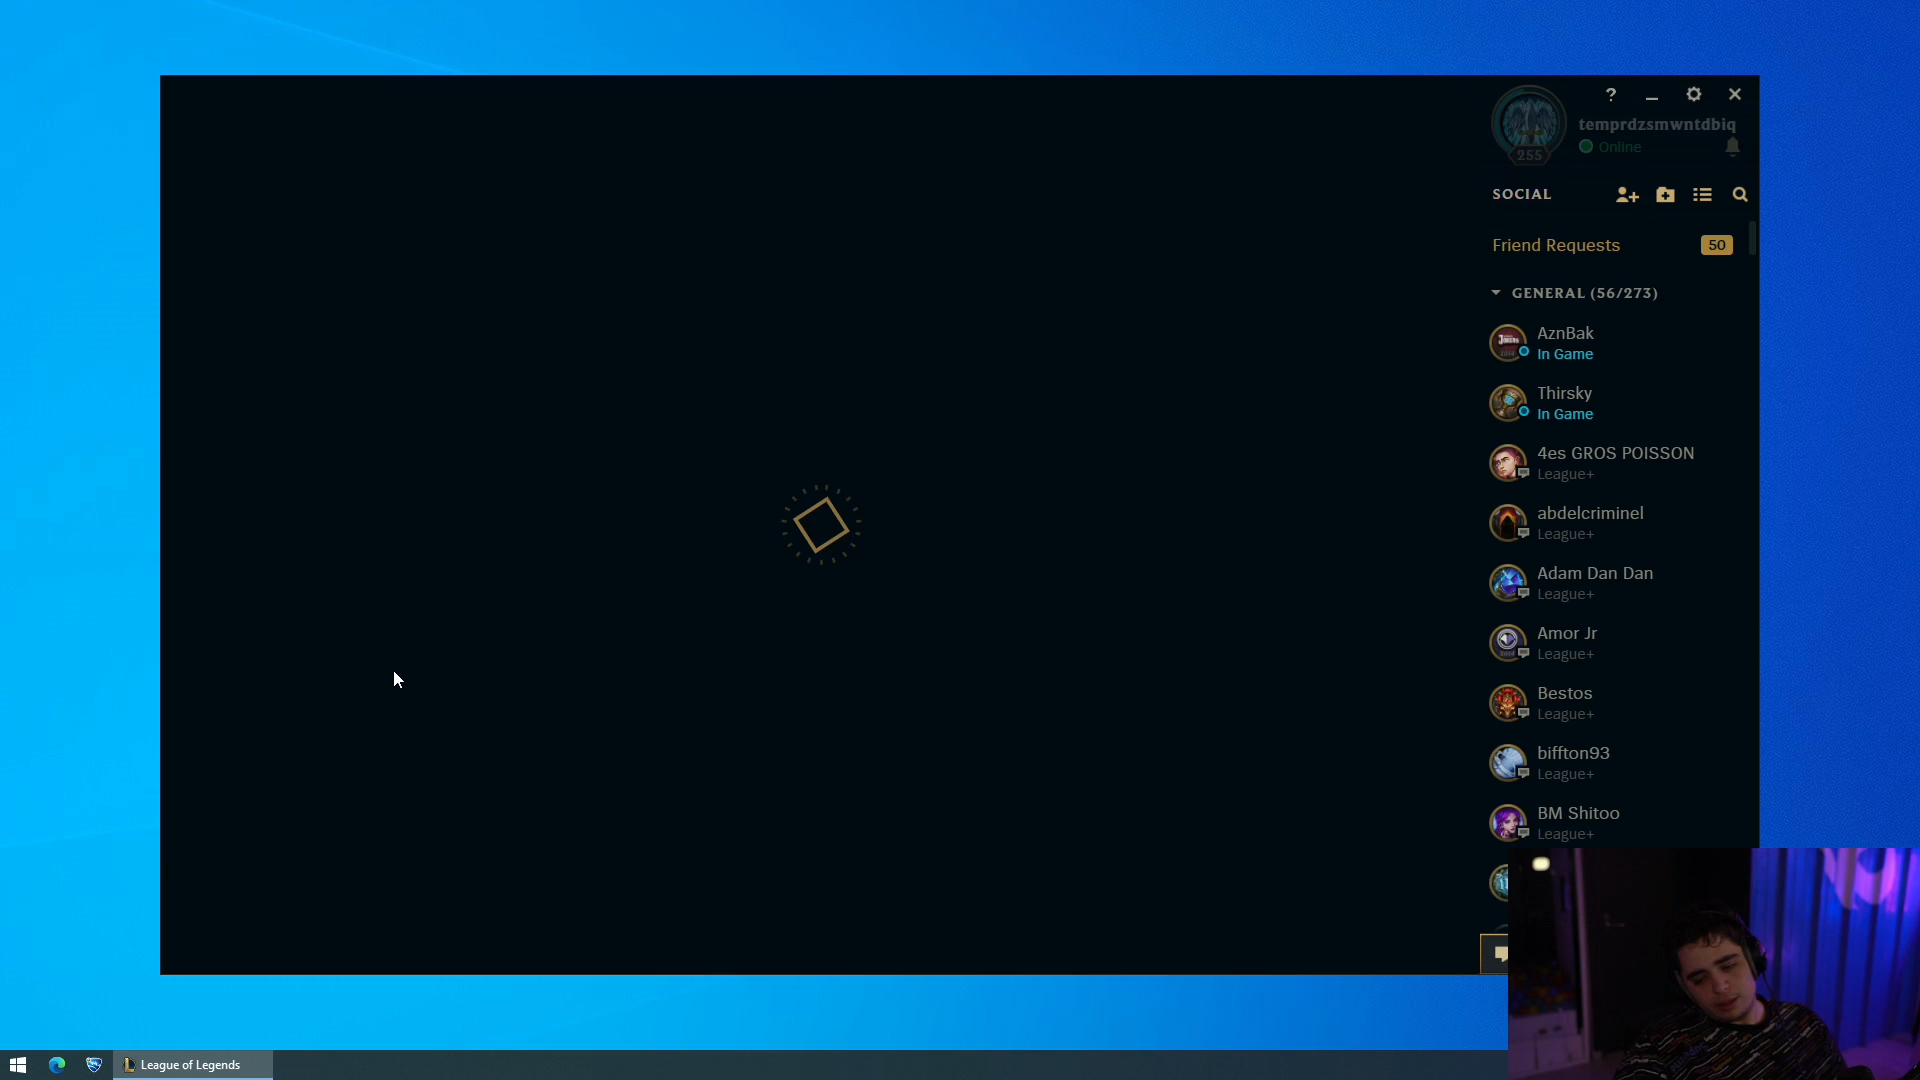 temprdzsmwntdbiq
255
Online
SOCIAL
Friend Requests 50
GENERAL (56/273)
AznBak
In Game
Thirsky
In Game
4es GROS POISSON
League+
abdelcriminel
League+
Adam Dan Dan
League+
Amor Jr
League+
Bestos
League+
biffton93
League+
BM Shitoo
League+
League of Legends